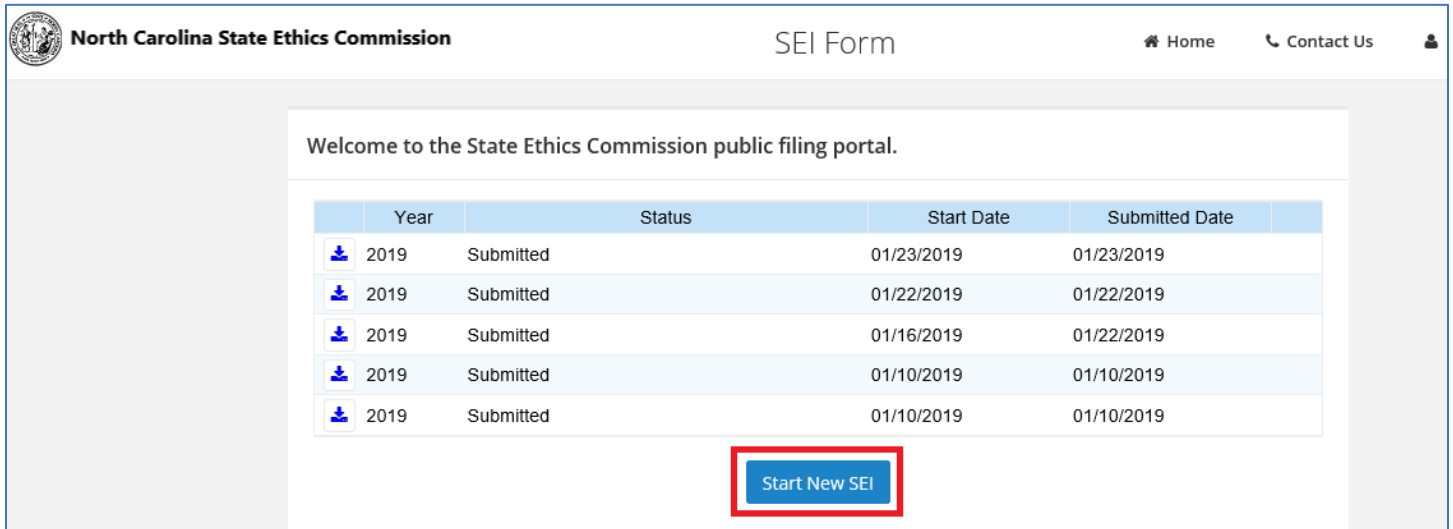 North Carolina State Ethics Commission SEI Form Home Contact Us
Welcome to the State Ethics Commission public filing portal.
Year Status Start Date Submitted Date
2019 Submitted 01/23/2019 01/23/2019
2019 Submitted 01/22/2019 01/22/2019
2019 Submitted 01/16/2019 01/22/2019
2019 Submitted 01/10/2019 01/10/2019
2019 Submitted 01/10/2019 01/10/2019
Start New SEI